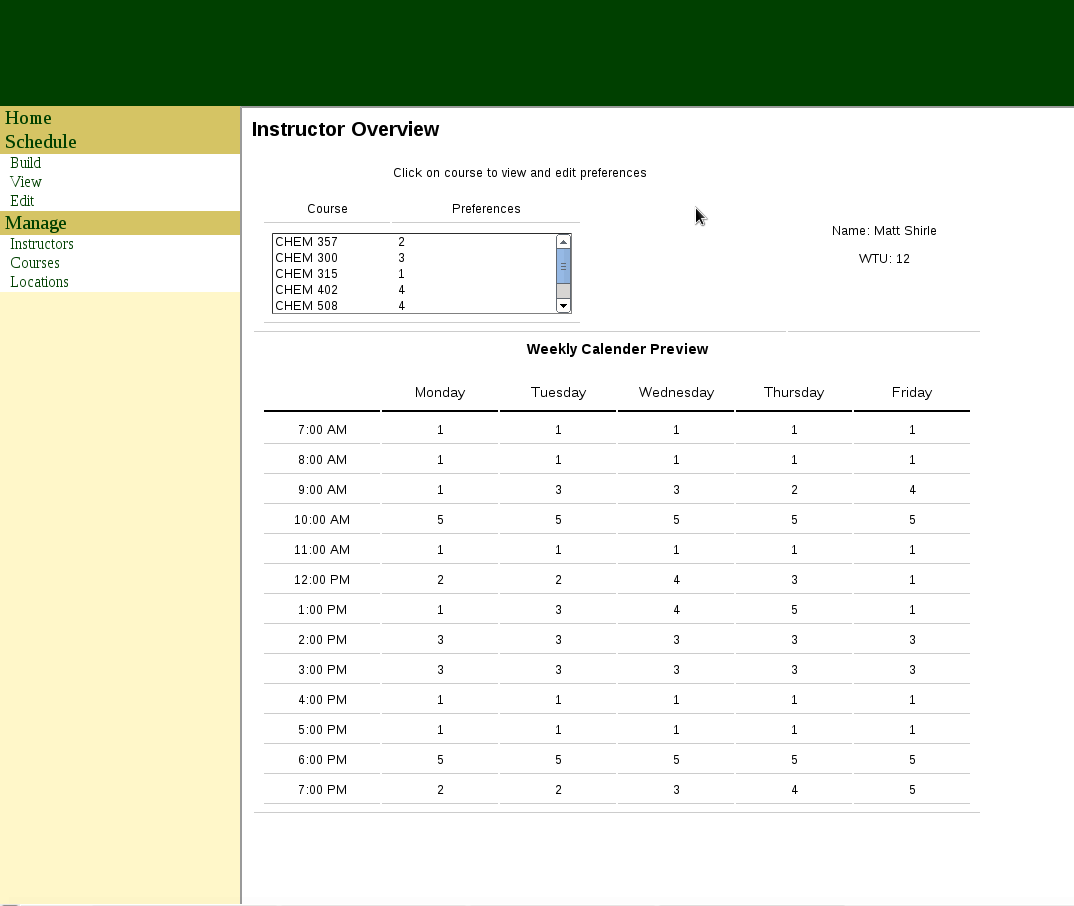 Home
Schedule
Build
View
Edit
Manage
Instructors
Courses
Locations
Instructor Overview
Click on course to view and edit preferences
Course Preferences
CHEM 357 2
CHEM 300 3
CHEM 315 1
CHEM 402 4
CHEM 508 4
Name: Matt Shirle
WTU: 12
Weekly Calender Preview
Monday Tuesday Wednesday Thursday Friday
7:00 AM 1 1 1 1 1
8:00 AM 1 1 1 1 1
9:00 AM 1 3 3 2 4
10:00 AM 5 5 5 5 5
11:00 AM 1 1 1 1 1
12:00 PM 2 2 4 3 1
1:00 PM 1 3 4 5 1
2:00 PM 3 3 3 3 3
3:00 PM 3 3 3 3 3
4:00 PM 1 1 1 1 1
5:00 PM 1 1 1 1 1
6:00 PM 5 5 5 5 5
7:00 PM 2 2 3 4 5